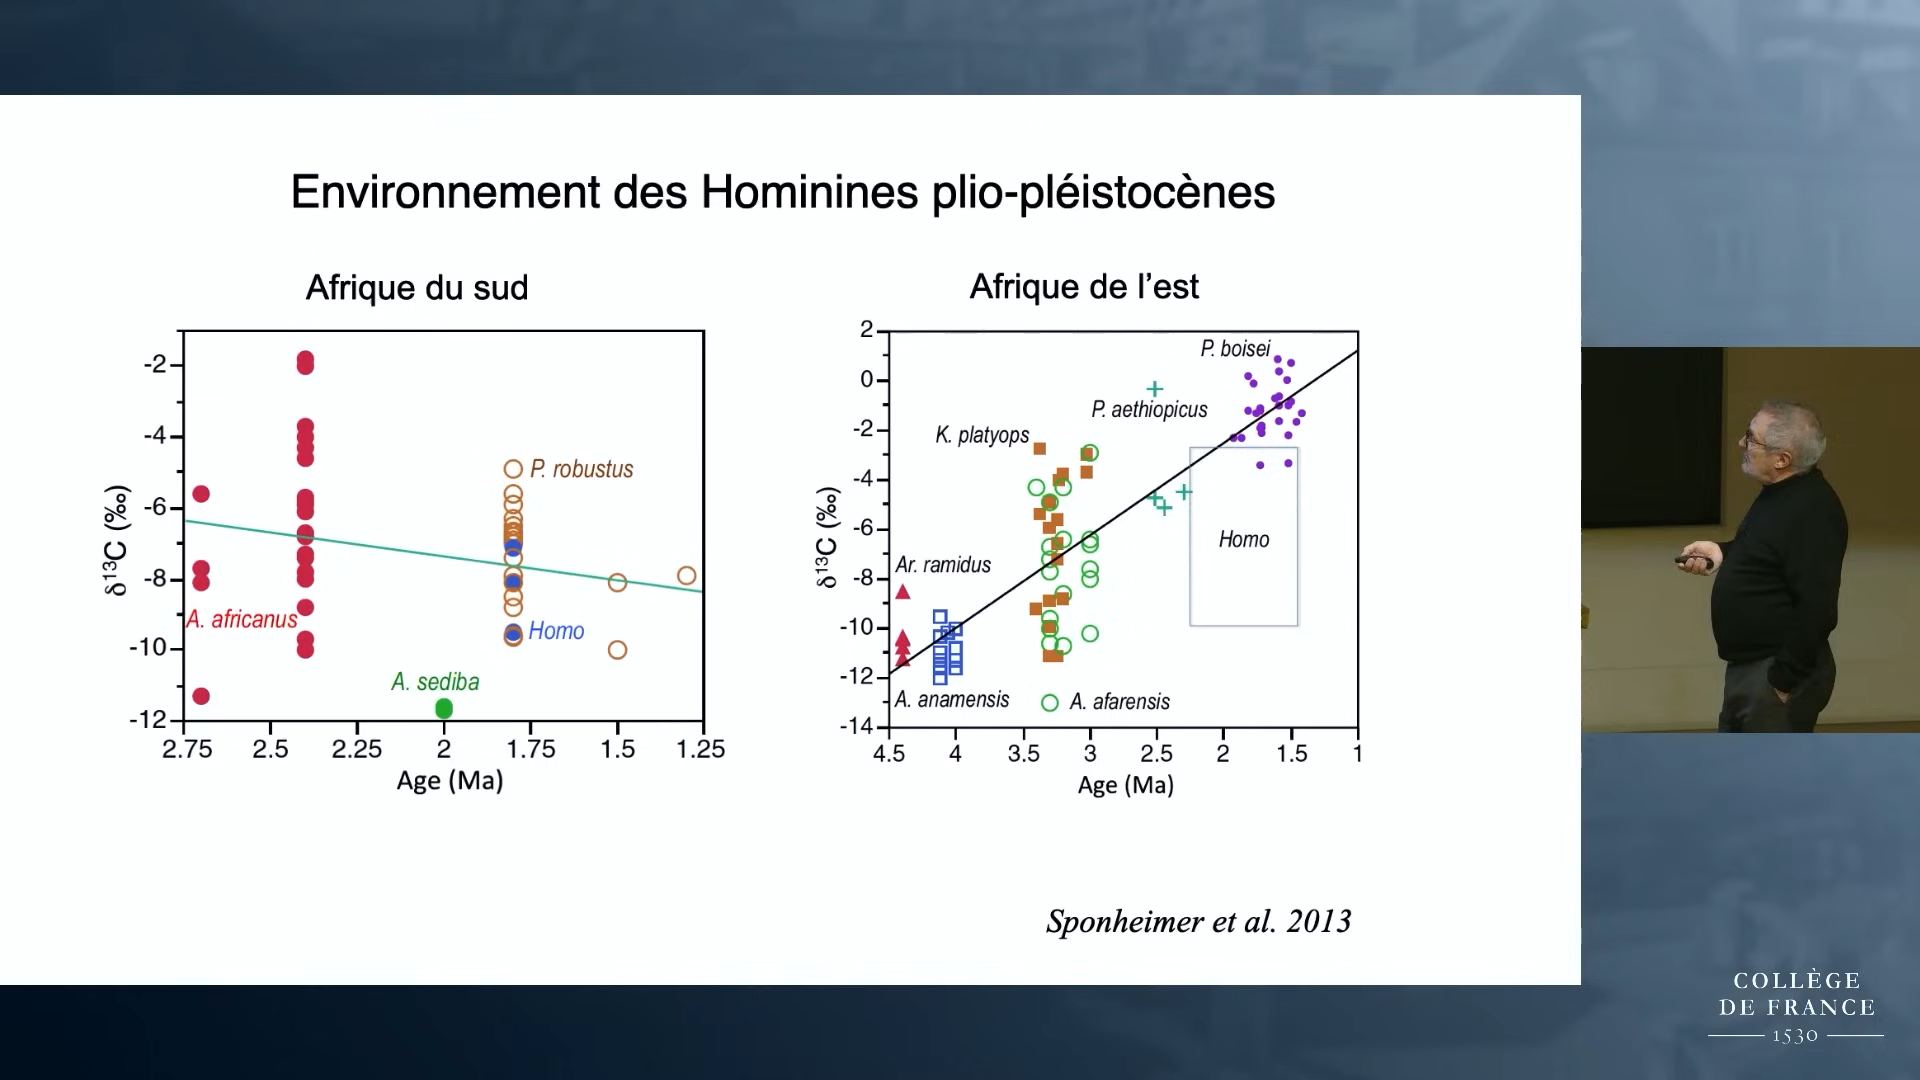 Environnement des Hominines plio-pléistocènes
Afrique du sud
-2
-4
-6
-8
-10
-12
δ13C (‰)
P. robustus
A. africanus
Homo
A. sediba
2.75 2.5 2.25 2 1.75 1.5 1.25
Age (Ma)
Afrique de l’est
2
0
-2
-4
-6
-8
-10
-12
-14
δ13C (‰)
P. boisei
P. aethiopicus
K. platyops
Homo
Ar. ramidus
A. anamensis
A. afarensis
4.5 4 3.5 3 2.5 2 1.5 1
Age (Ma)
Sponheimer et al. 2013
COLLÈGE
DE FRANCE
1530